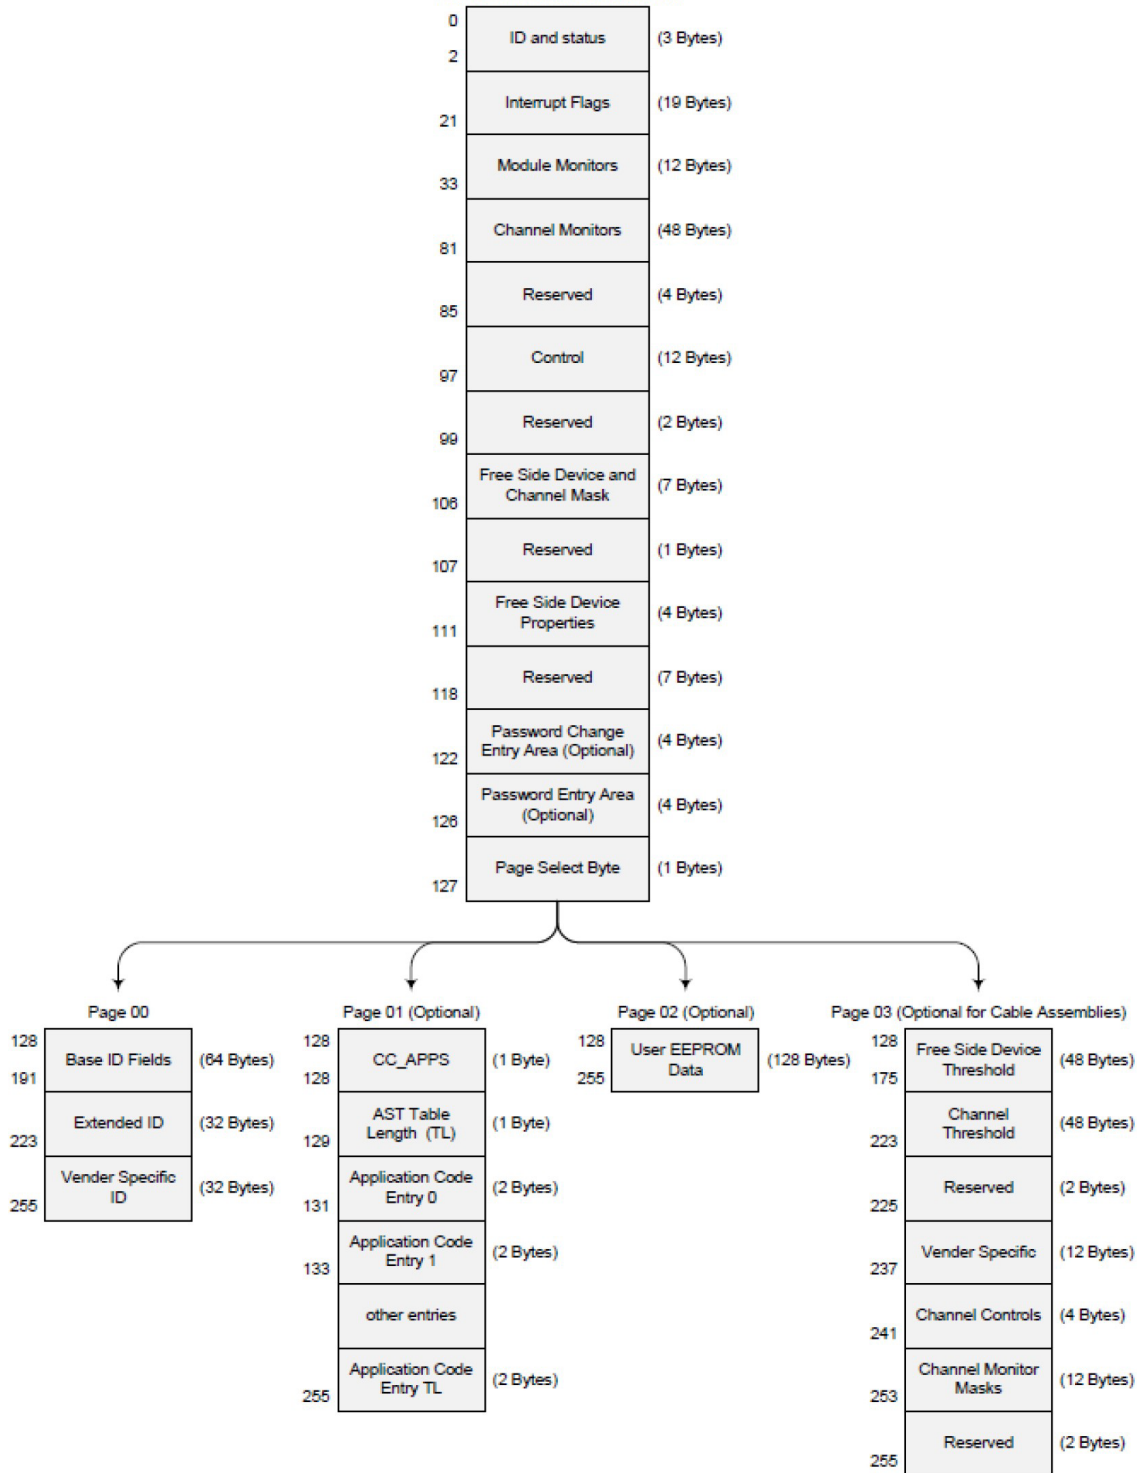 0
ID and status
(3 Bytes)
2
Interrupt Flags
(19 Bytes)
21
Module Monitors
(12 Bytes)
33
Channel Monitors
(48 Bytes)
81
Reserved
(4 Bytes)
85
Control
(12 Bytes)
97
Reserved
(2 Bytes)
99
Free Side Device and
Channel Mask
(7 Bytes)
106
Reserved
(1 Bytes)
107
Free Side Device
Properties
(4 Bytes)
111
Reserved
(7 Bytes)
118
Password Change
Entry Area (Optional)
(4 Bytes)
122
Password Entry Area
(Optional)
(4 Bytes)
126
Page Select Byte
(1 Bytes)
127
Page 00
128
Base ID Fields
(64 Bytes)
191
Extended ID
(32 Bytes)
223
Vender Specific
ID
(32 Bytes)
255
Page 01 (Optional)
128
CC_APPS
(1 Byte)
128
AST Table
Length (TL)
(1 Byte)
129
Application Code
Entry 0
(2 Bytes)
131
Application Code
Entry 1
(2 Bytes)
133
other entries
Application Code
Entry TL
(2 Bytes)
255
Page 02 (Optional)
128
User EEPROM
Data
(128 Bytes)
255
Page 03 (Optional for Cable Assemblies)
128
Free Side Device
Threshold
(48 Bytes)
175
Channel
Threshold
(48 Bytes)
223
Reserved
(2 Bytes)
225
Vender Specific
(12 Bytes)
237
Channel Controls
(4 Bytes)
241
Channel Monitor
Masks
(12 Bytes)
253
Reserved
(2 Bytes)
255